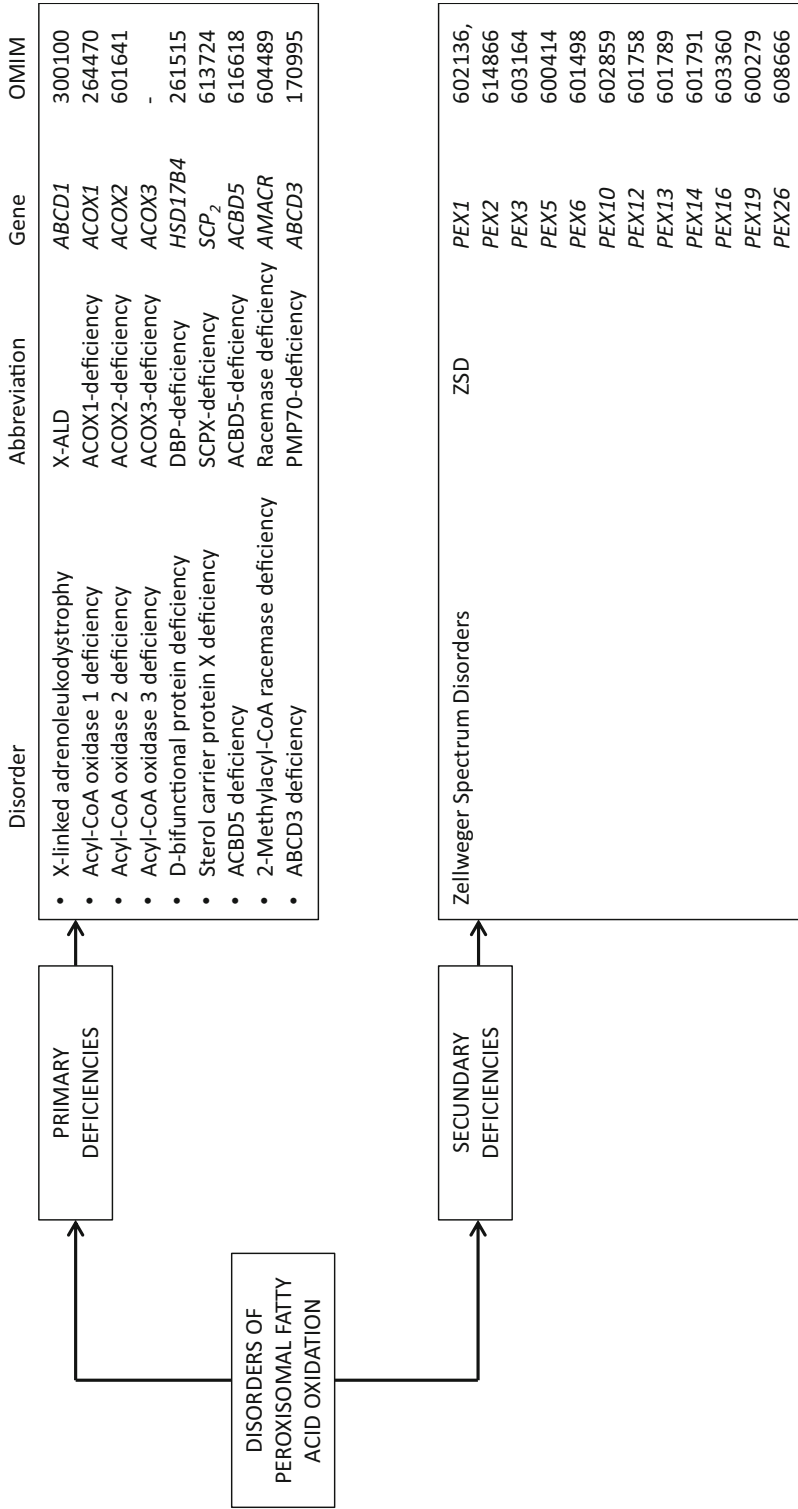 Disorder Abbreviation Gene OMIM
DISORDERS OF
PEROXISOMAL FATTY
ACID OXIDATION
PRIMARY
DEFICIENCIES
• X-linked adrenoleukodystrophy X-ALD ABCD1 300100
• Acyl-CoA oxidase 1 deficiency ACOX1-deficiency ACOX1 264470
• Acyl-CoA oxidase 2 deficiency ACOX2-deficiency ACOX2 601641
• Acyl-CoA oxidase 3 deficiency ACOX3-deficiency ACOX3 -
• D-bifunctional protein deficiency DBP-deficiency HSD17B4 261515
• Sterol carrier protein X deficiency SCPX-deficiency SCP₂ 613724
• ACBD5 deficiency ACBD5-deficiency ACBD5 616618
• 2-Methylacyl-CoA racemase deficiency Racemase deficiency AMACR 604489
• ABCD3 deficiency PMP70-deficiency ABCD3 170995
SECUNDARY
DEFICIENCIES
Zellweger Spectrum Disorders ZSD PEX1 602136,
PEX2 614866
PEX3 603164
PEX5 600414
PEX6 601498
PEX10 602859
PEX12 601758
PEX13 601789
PEX14 601791
PEX16 603360
PEX19 600279
PEX26 608666